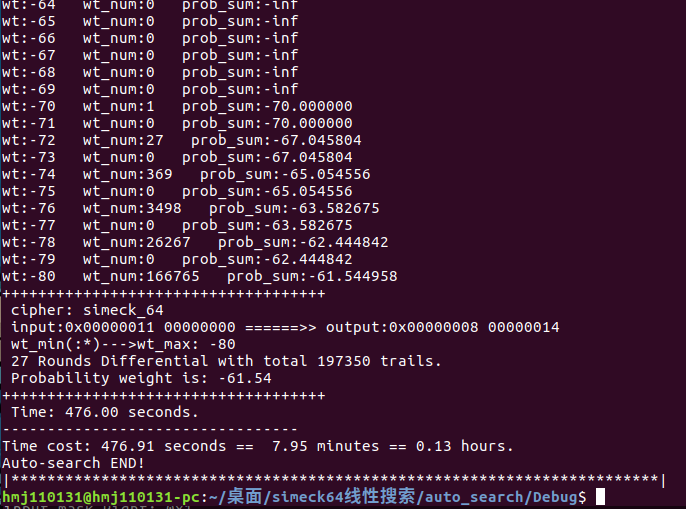 wt:-64   wt_num:0   prob_sum:-inf
wt:-65   wt_num:0   prob_sum:-inf
wt:-66   wt_num:0   prob_sum:-inf
wt:-67   wt_num:0   prob_sum:-inf
wt:-68   wt_num:0   prob_sum:-inf
wt:-69   wt_num:0   prob_sum:-inf
wt:-70   wt_num:1   prob_sum:-70.000000
wt:-71   wt_num:0   prob_sum:-70.000000
wt:-72   wt_num:27   prob_sum:-67.045804
wt:-73   wt_num:0   prob_sum:-67.045804
wt:-74   wt_num:369   prob_sum:-65.054556
wt:-75   wt_num:0   prob_sum:-65.054556
wt:-76   wt_num:3498   prob_sum:-63.582675
wt:-77   wt_num:0   prob_sum:-63.582675
wt:-78   wt_num:26267   prob_sum:-62.444842
wt:-79   wt_num:0   prob_sum:-62.444842
wt:-80   wt_num:166765   prob_sum:-61.544958
++++++++++++++++++++++++++++++++++++
cipher: simeck_64
input:0x00000011 00000000 ======>> output:0x00000008 00000014
wt_min(:*)--->wt_max: -80
27 Rounds Differential with total 197350 trails.
Probability weight is: -61.54
++++++++++++++++++++++++++++++++++++
Time: 476.00 seconds.
---------------------------------
Time cost: 476.91 seconds ==  7.95 minutes == 0.13 hours.
Auto-search END!
|************************************************************************|
hmj110131@hmj110131-pc:~/桌面/simeck64线性搜索/auto_search/Debug$